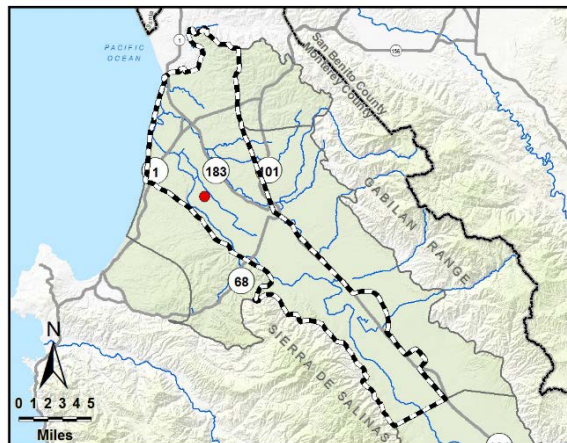 1
156
PACIFIC
OCEAN
San Benito County
Monterey County
183
101
1
GABILAN RANGE
68
N
SIERRA DE SALINAS
0 1 2 3 4 5
Miles